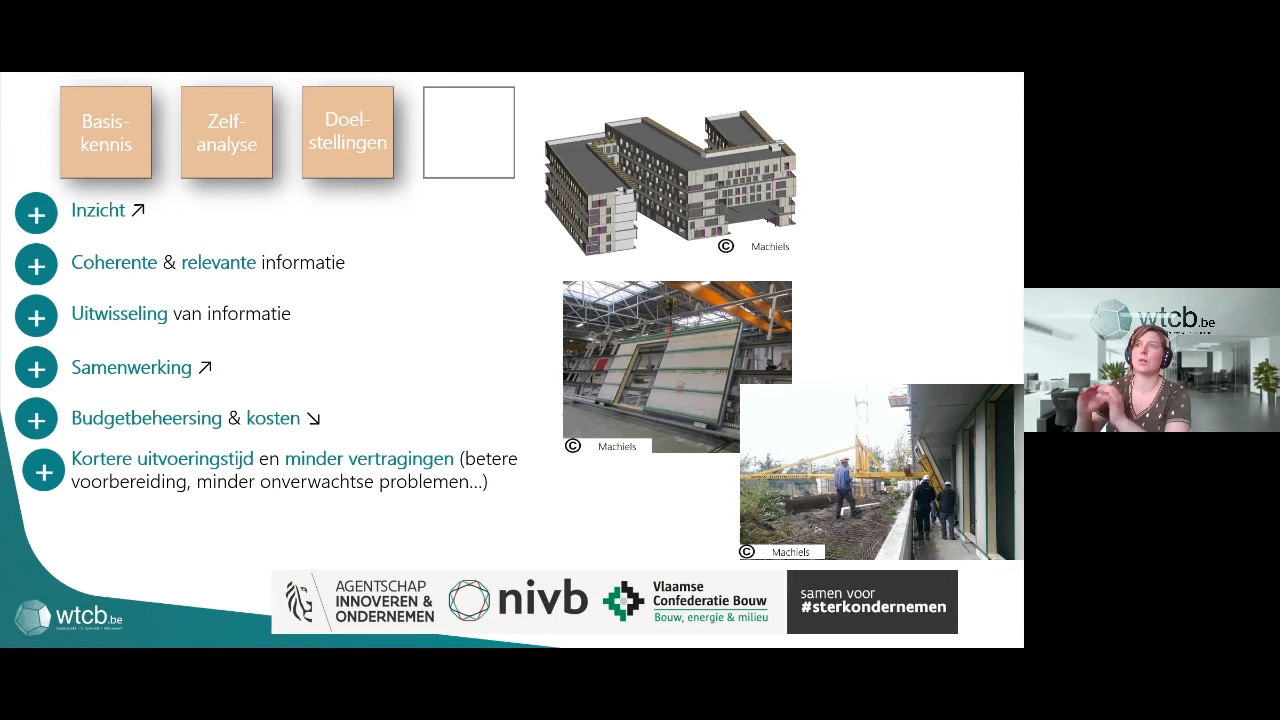 Basis-
kennis
Zelf-
analyse
Doel-
stellingen
+ Inzicht ↗
+ Coherente & relevante informatie
+ Uitwisseling van informatie
+ Samenwerking ↗
+ Budgetbeheersing & kosten ↘
+ Kortere uitvoeringstijd en minder vertragingen (betere
voorbereiding, minder onverwachtse problemen...)
© Machiels
© Machiels
© Machiels
wtcb.be
wtcb.be
AGENTSCHAP
INNOVEREN &
ONDERNEMEN
nivb
Vlaamse
Confederatie Bouw
Bouw, energie & milieu
samen voor
#sterkondernemen